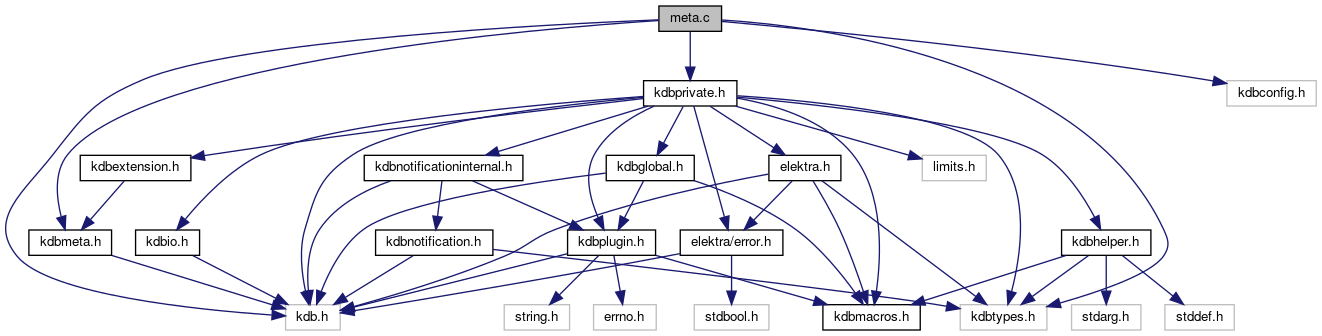 meta.c
kdbprivate.h
kdbconfig.h
kdbextension.h
kdbnotificationinternal.h
kdbglobal.h
elektra.h
limits.h
kdbmeta.h
kdbio.h
kdbnotification.h
kdbplugin.h
elektra/error.h
kdbhelper.h
kdb.h
string.h
errno.h
stdbool.h
kdbmacros.h
kdbtypes.h
stdarg.h
stddef.h